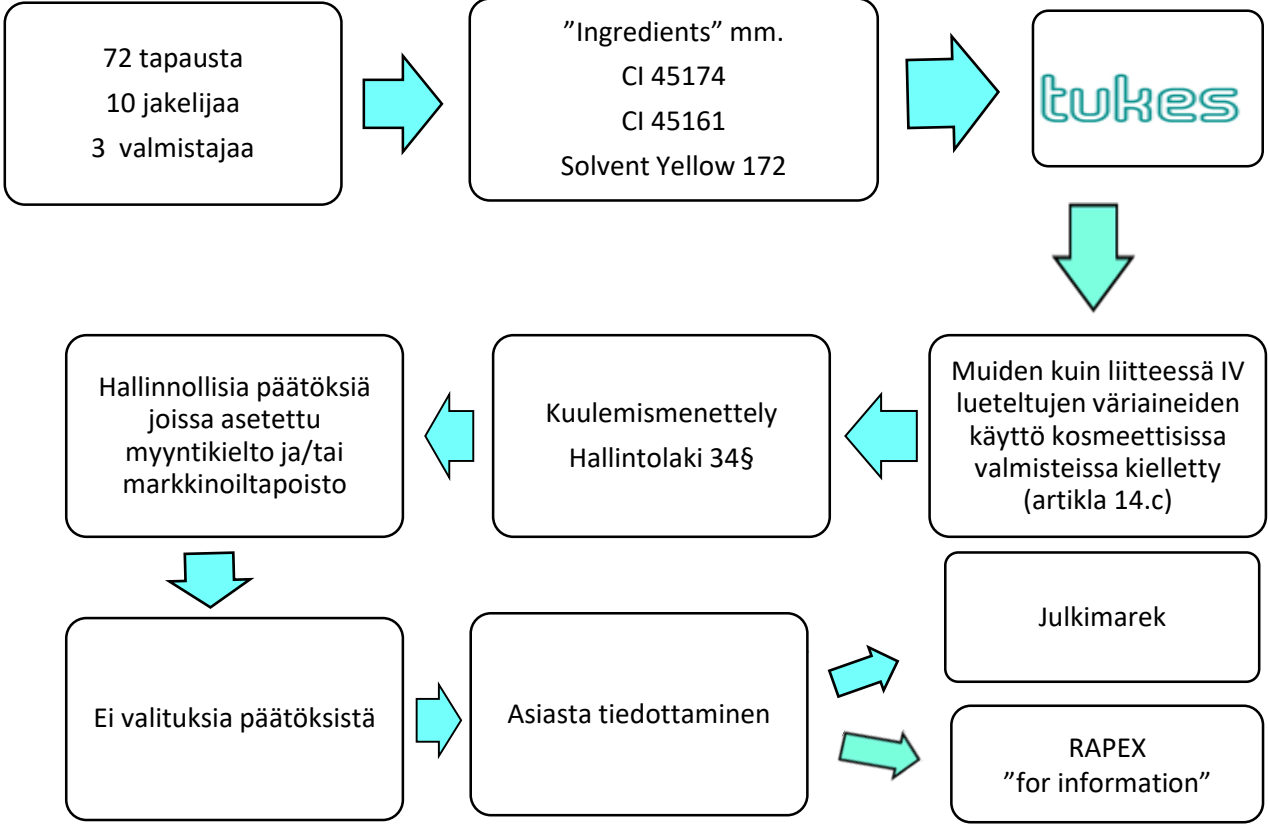 72 tapausta
10 jakelijaa
3 valmistajaa
”Ingredients” mm.
CI 45174
CI 45161
Solvent Yellow 172
tukes
Muiden kuin liitteessä IV
lueteltujen väriaineiden
käyttö kosmeettisissa
valmisteissa kielletty
(artikla 14.c)
Kuulemismenettely
Hallintolaki 34§
Hallinnollisia päätöksiä
joissa asetettu
myyntikielto ja/tai
markkinoiltapoisto
Ei valituksia päätöksistä
Asiasta tiedottaminen
Julkimarek
RAPEX
”for information”